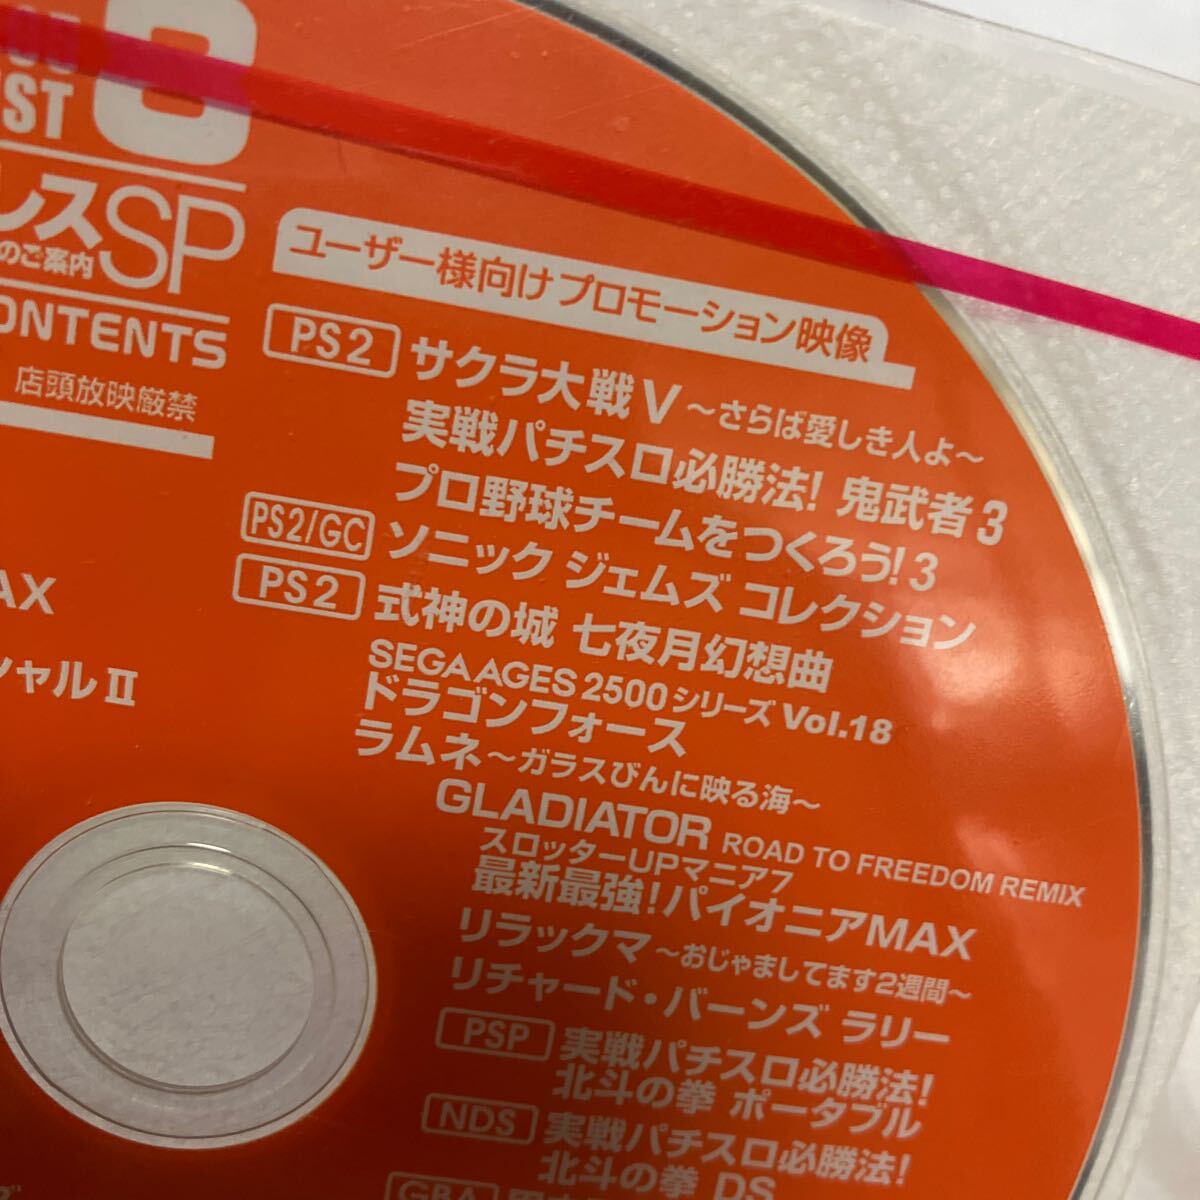 8
レスSP
のご案内
CONTENTS
店頭放映厳禁
MAX
シャルⅡ
ユーザー様向けプロモーション映像
PS2 サクラ大戦V ～さらば愛しき人よ～
実戦パチスロ必勝法! 鬼武者3
プロ野球チームをつくろう!3
PS2/GC ソニック ジェムズ コレクション
PS2 式神の城 七夜月幻想曲
SEGA AGES 2500シリーズ Vol.18
ドラゴンフォース
ラムネ～ガラスびんに映る海～
GLADIATOR ROAD TO FREEDOM REMIX
スロッターUPマニア7
最新最強!パイオニアMAX
リラックマ ～おじゃましてます2週間～
リチャード・バーンズ ラリー
PSP 実戦パチスロ必勝法!
北斗の拳 ポータブル
NDS 実戦パチスロ必勝法!
北斗の拳 DS
GBA